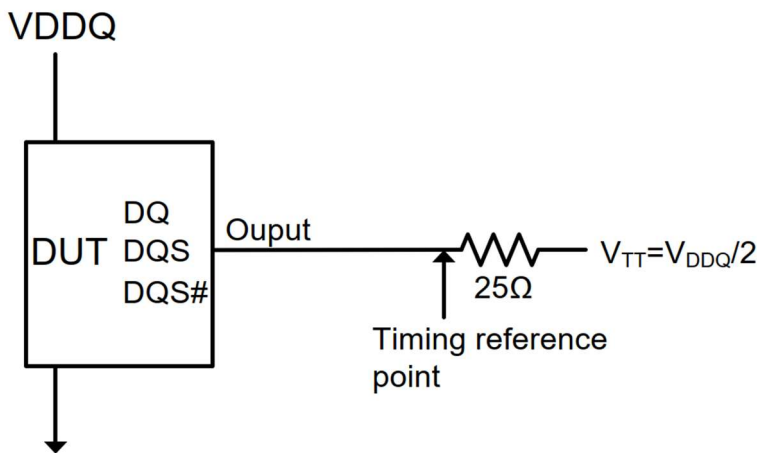 VDDQ
DUT
DQ
DQS
DQS#
Ouput
25Ω
VTT=VDDQ/2
Timing reference
point